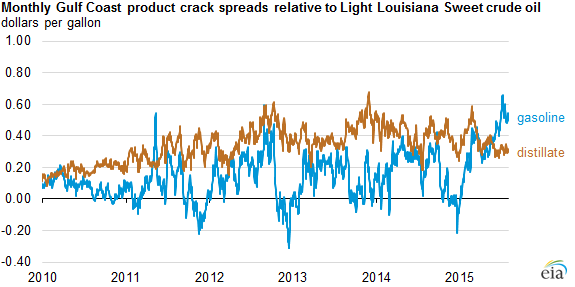 Monthly Gulf Coast product crack spreads relative to Light Louisiana Sweet crude oil
dollars per gallon
1.00
0.80
0.60
0.40
0.20
0.00
-0.20
-0.40
gasoline
distillate
2010 2011 2012 2013 2014 2015
eia